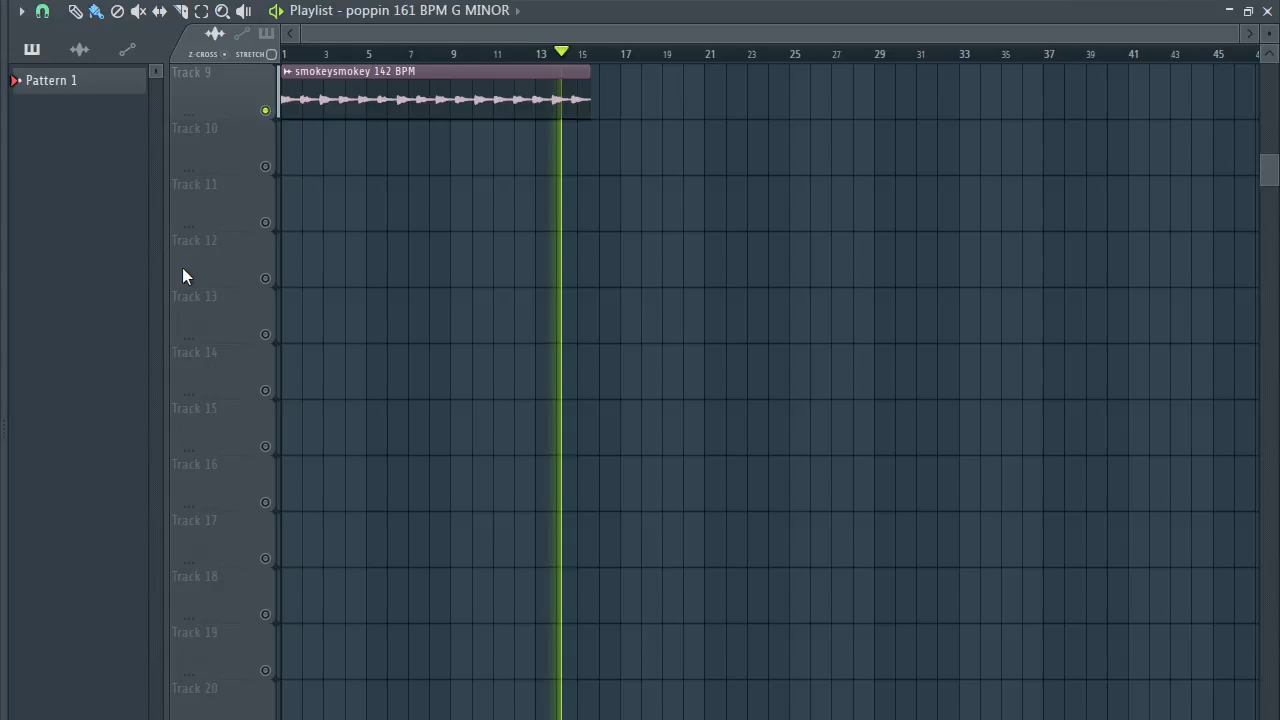 Playlist - poppin 161 BPM G MINOR
Z-CROSS STRETCH
1 3 5 7 9 11 13 15 17 19 21 23 25 27 29 31 33 35 37 39 41 43 45
Pattern 1
Track 9
smokeysmokey 142 BPM
Track 10
Track 11
Track 12
Track 13
Track 14
Track 15
Track 16
Track 17
Track 18
Track 19
Track 20